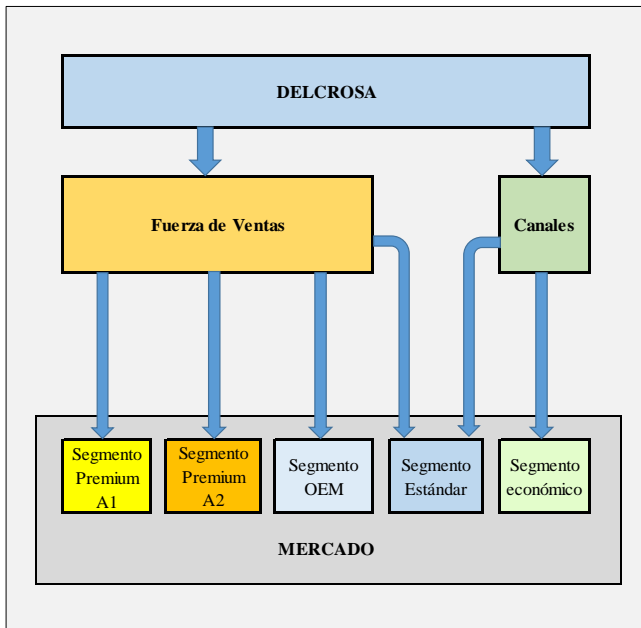 DELCROSA
Fuerza de Ventas
Canales
Segmento
Premium
A1
Segmento
Premium
A2
Segmento
OEM
Segmento
Estándar
Segmento
económico
MERCADO